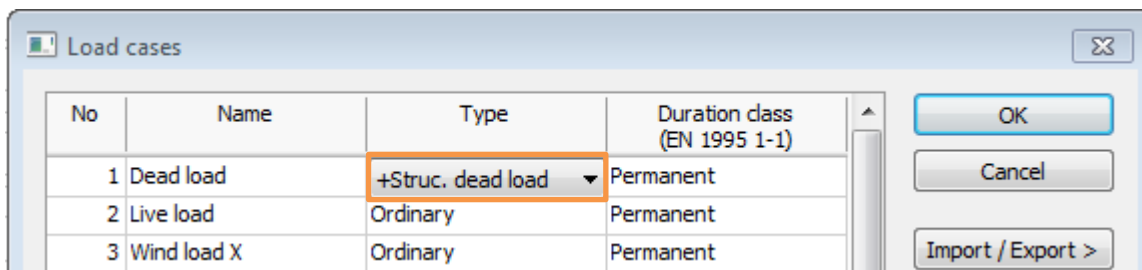 Load cases
No Name Type Duration class
(EN 1995 1-1)
OK
1 Dead load +Struc. dead load Permanent
Cancel
2 Live load Ordinary Permanent
3 Wind load X Ordinary Permanent
Import / Export >